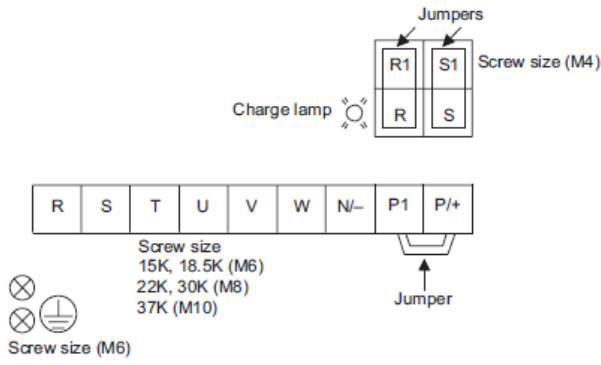 Jumpers
R1 S1 Screw size (M4)
Charge lamp R S
R S T U V W N/– P1 P/+
Screw size
15K, 18.5K (M6)
22K, 30K (M8)
37K (M10)
Jumper
Screw size (M6)